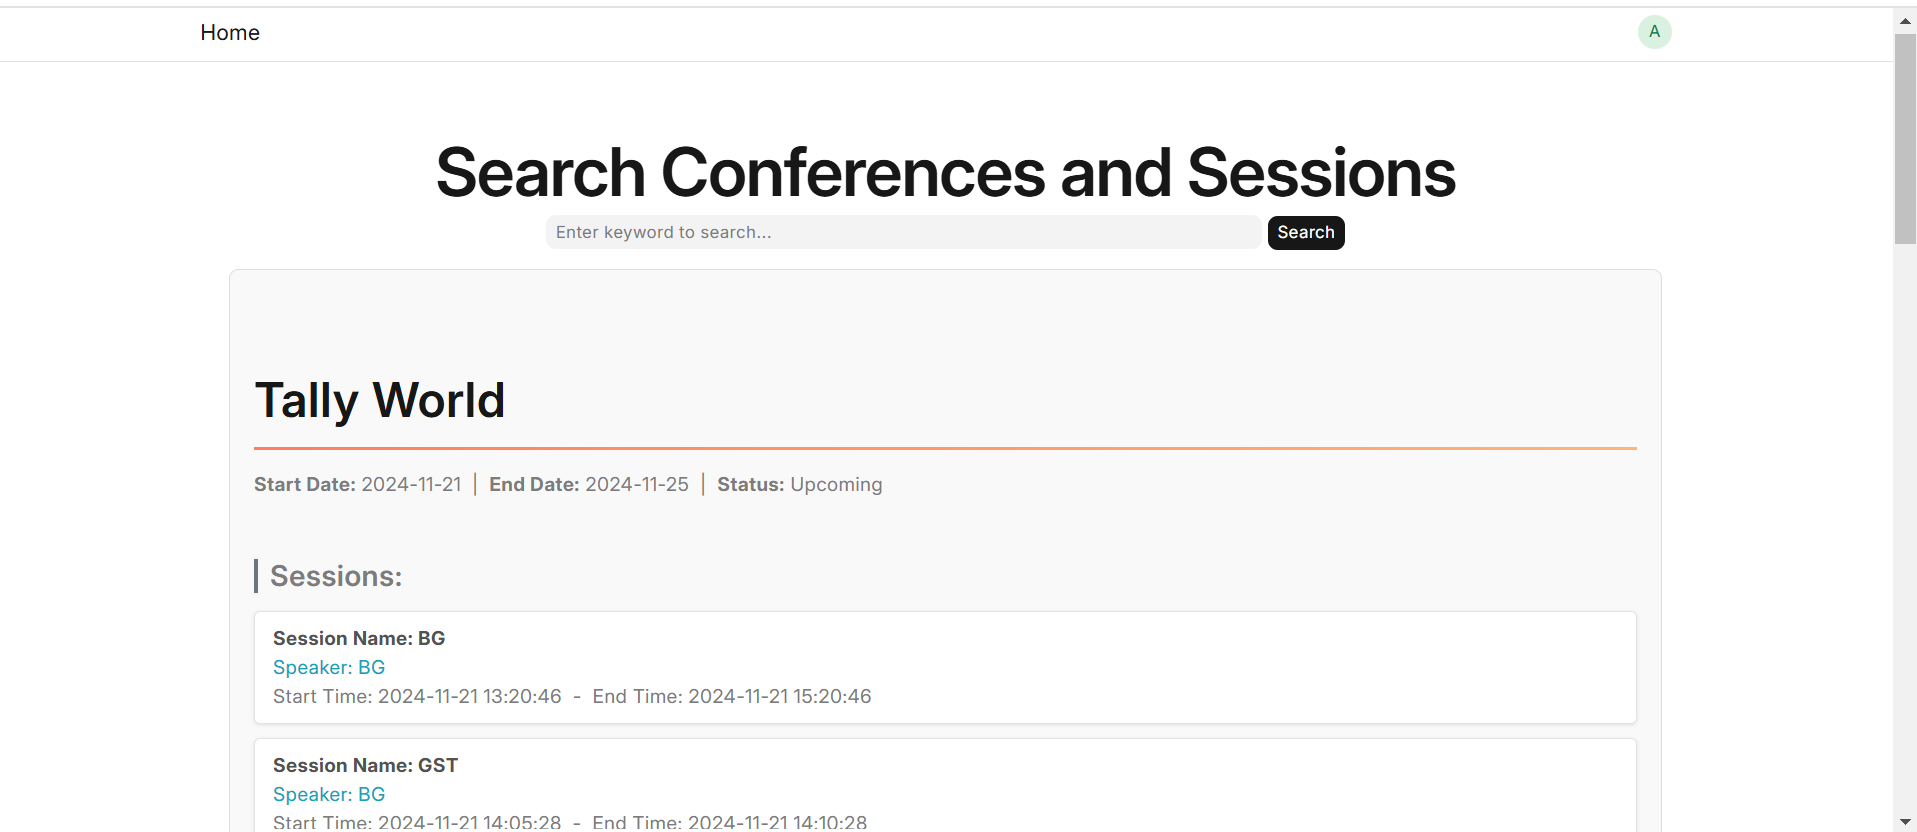 Home
A
Search Conferences and Sessions
Enter keyword to search...
Search
Tally World
Start Date: 2024-11-21 | End Date: 2024-11-25 | Status: Upcoming
Sessions:
Session Name: BG
Speaker: BG
Start Time: 2024-11-21 13:20:46 - End Time: 2024-11-21 15:20:46
Session Name: GST
Speaker: BG
Start Time: 2024-11-21 14:05:28 - End Time: 2024-11-21 14:10:28